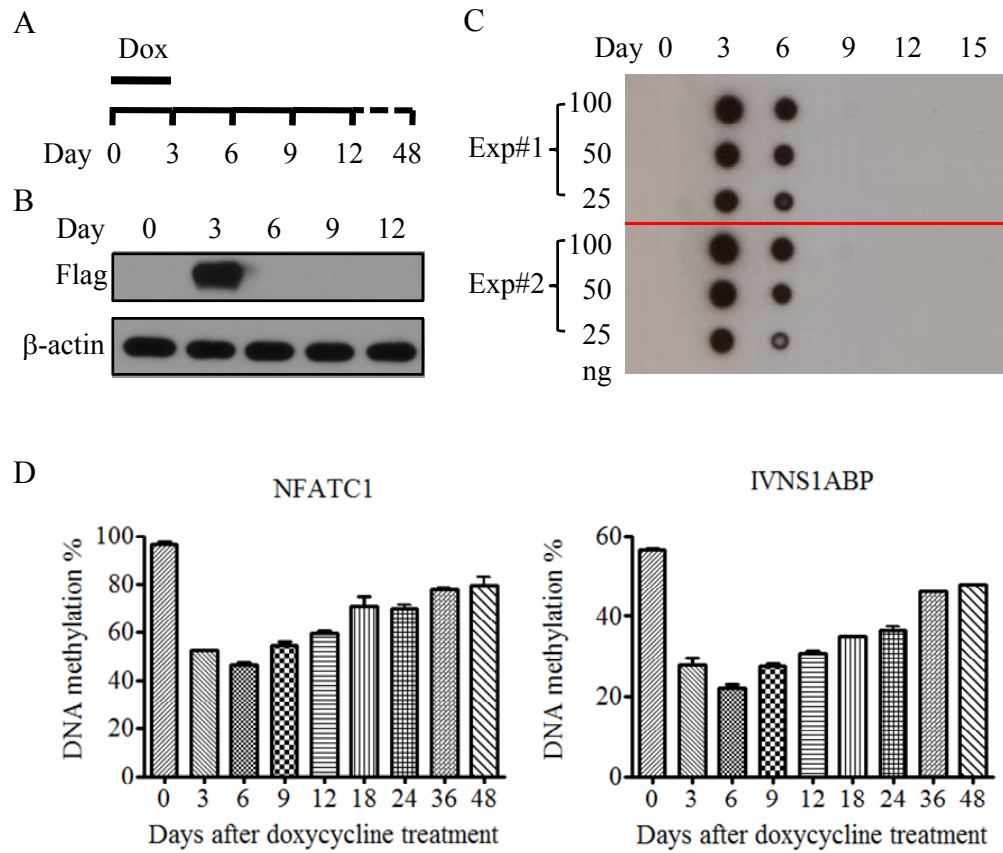 A
Dox
Day 0 3 6 9 12 48
B
Day 0 3 6 9 12
Flag
β-actin
C
Day 0 3 6 9 12 15
Exp#1
100
50
25
Exp#2
100
50
25
ng
D
NFATC1
DNA methylation %
100
80
60
40
20
0
0 3 6 9 12 18 24 36 48
Days after doxycycline treatment
IVNS1ABP
DNA methylation %
60
40
20
0
0 3 6 9 12 18 24 36 48
Days after doxycycline treatment